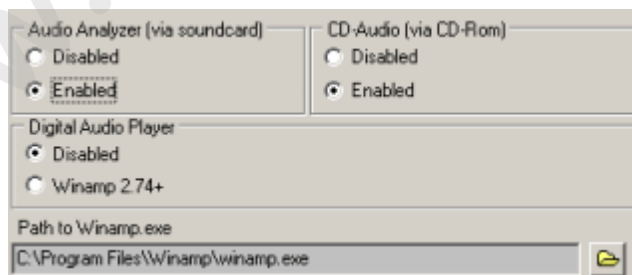 Audio Analyzer (via soundcard)
Disabled
Enabled
CD-Audio (via CD-Rom)
Disabled
Enabled
Digital Audio Player
Disabled
Winamp 2.74+
Path to Winamp.exe
C:\Program Files\Winamp\winamp.exe